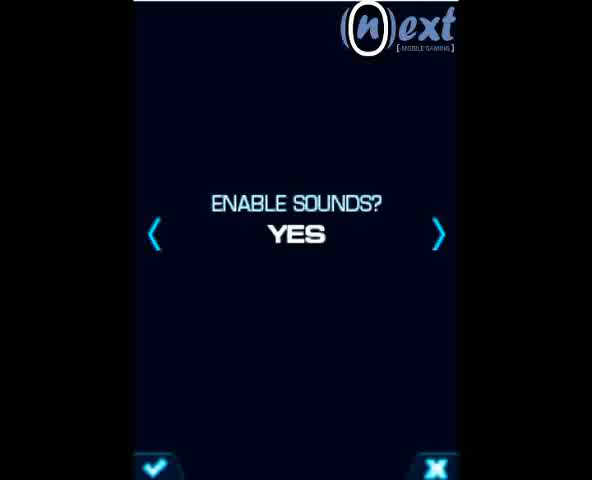 (n)ext
[-MOBILE GAMING]
ENABLE SOUNDS?
YES